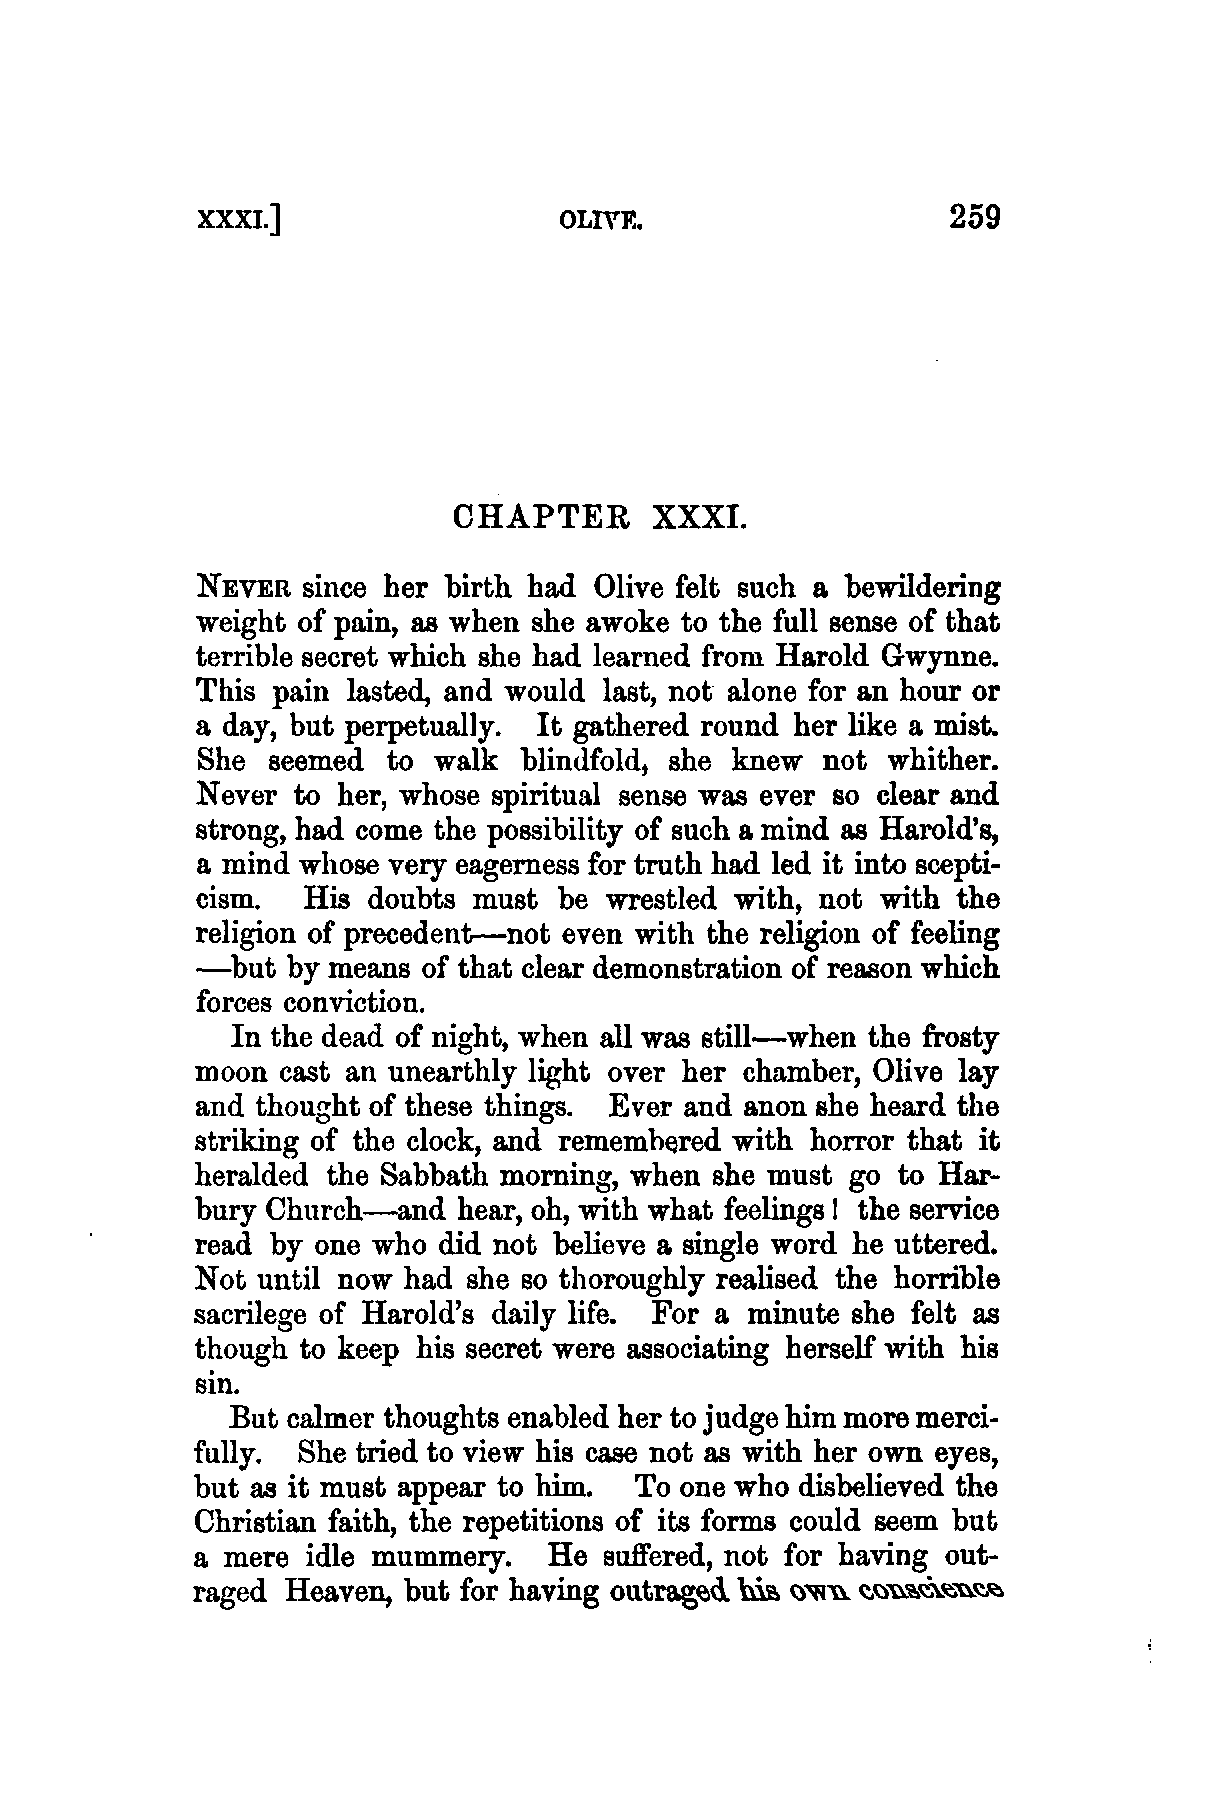 XXXI.] OLIVE. 259
CHAPTER XXXI.
NEVER since her birth had Olive felt such a bewildering
weight of pain, as when she awoke to the full sense of that
terrible secret which she had learned from Harold Gwynne.
This pain lasted, and would last, not alone for an hour or
a day, but perpetually. It gathered round her like a mist.
She seemed to walk blindfold, she knew not whither.
Never to her, whose spiritual sense was ever so clear and
strong, had come the possibility of such a mind as Harold's,
a mind whose very eagerness for truth had led it into scepti-
cism. His doubts must be wrestled with, not with the
religion of precedent—not even with the religion of feeling
—but by means of that clear demonstration of reason which
forces conviction.
In the dead of night, when all was still—when the frosty
moon cast an unearthly light over her chamber, Olive lay
and thought of these things. Ever and anon she heard the
striking of the clock, and remembered with horror that it
heralded the Sabbath morning, when she must go to Har-
bury Church—and hear, oh, with what feelings! the service
read by one who did not believe a single word he uttered.
Not until now had she so thoroughly realised the horrible
sacrilege of Harold's daily life. For a minute she felt as
though to keep his secret were associating herself with his
sin.
But calmer thoughts enabled her to judge him more merci-
fully. She tried to view his case not as with her own eyes,
but as it must appear to him. To one who disbelieved the
Christian faith, the repetitions of its forms could seem but
a mere idle mummery. He suffered, not for having out-
raged Heaven, but for having outraged his own conscience